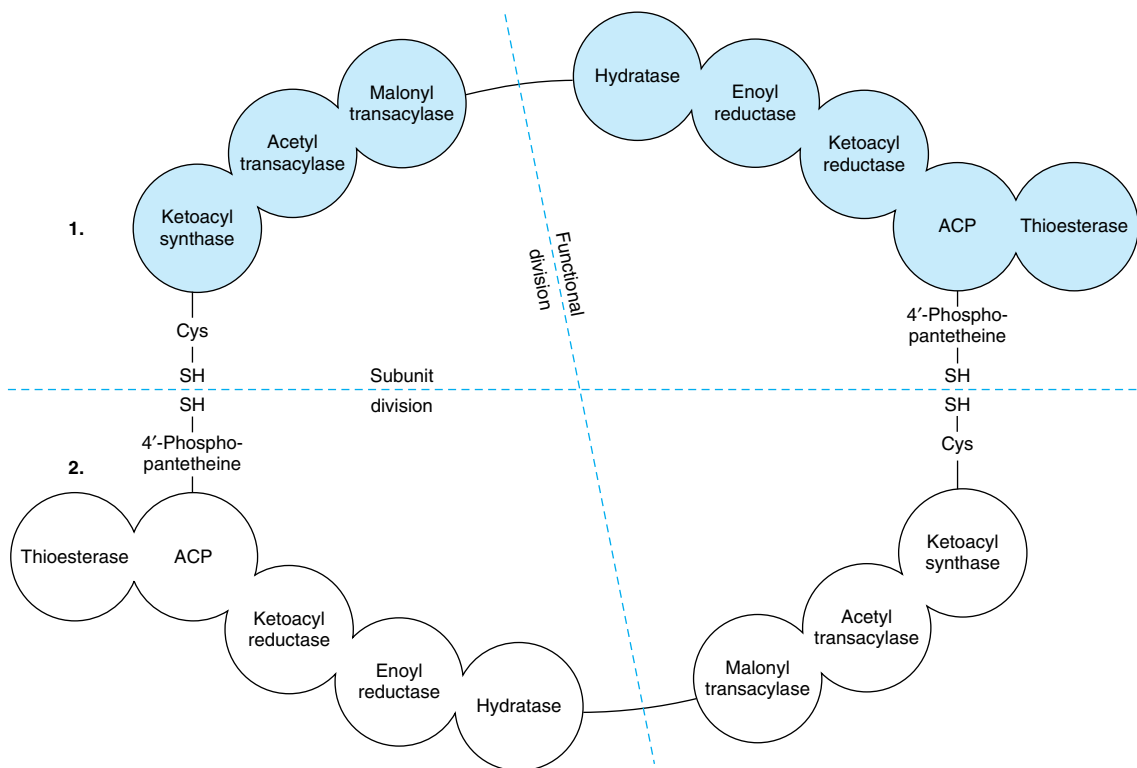 Hydratase
Enoyl
reductase
Malonyl
transacylase
Acetyl
transacylase
Ketoacyl
reductase
Ketoacyl
synthase
1.
ACP
Thioesterase
Functional
division
Cys
SH
4′-Phospho-
pantetheine
SH
Subunit
division
SH
4′-Phospho-
pantetheine
SH
Cys
2.
Thioesterase
ACP
Ketoacyl
reductase
Enoyl
reductase
Hydratase
Ketoacyl
synthase
Acetyl
transacylase
Malonyl
transacylase